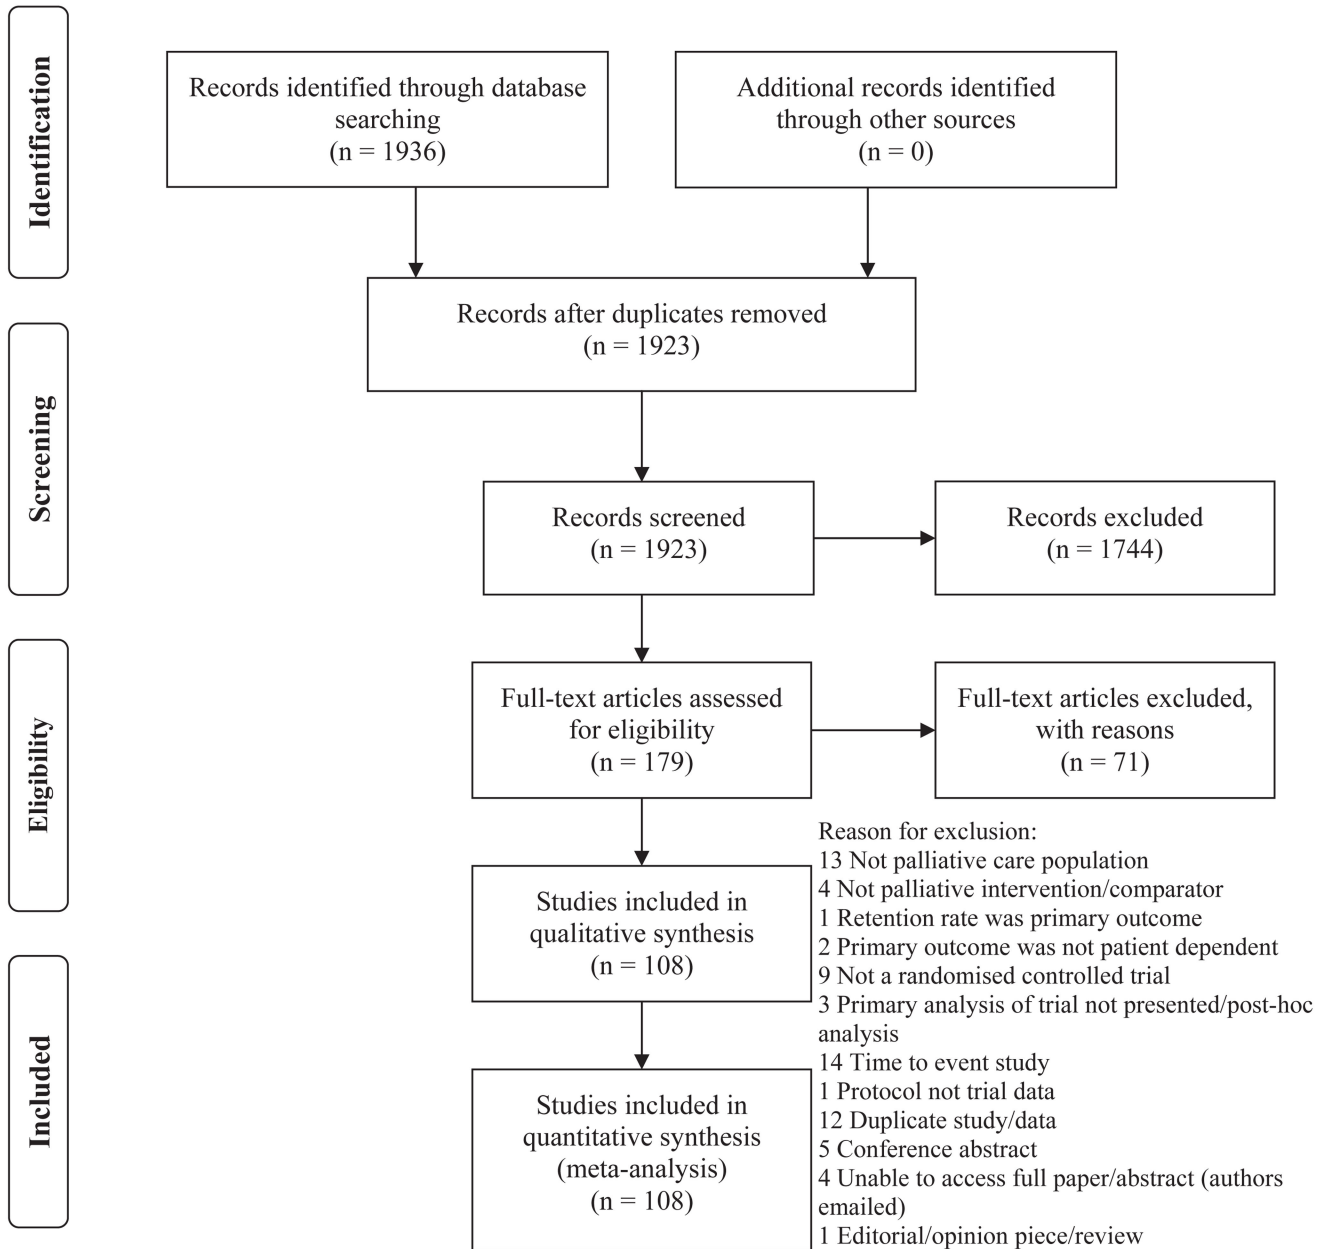 Identification
Records identified through database
searching
(n = 1936)
Additional records identified
through other sources
(n = 0)
Records after duplicates removed
(n = 1923)
Screening
Records screened
(n = 1923)
Records excluded
(n = 1744)
Eligibility
Full-text articles assessed
for eligibility
(n = 179)
Full-text articles excluded,
with reasons
(n = 71)
Reason for exclusion:
13 Not palliative care population
4 Not palliative intervention/comparator
1 Retention rate was primary outcome
2 Primary outcome was not patient dependent
9 Not a randomised controlled trial
3 Primary analysis of trial not presented/post-hoc
analysis
14 Time to event study
1 Protocol not trial data
12 Duplicate study/data
5 Conference abstract
4 Unable to access full paper/abstract (authors
emailed)
1 Editorial/opinion piece/review
Included
Studies included in
qualitative synthesis
(n = 108)
Studies included in
quantitative synthesis
(meta-analysis)
(n = 108)